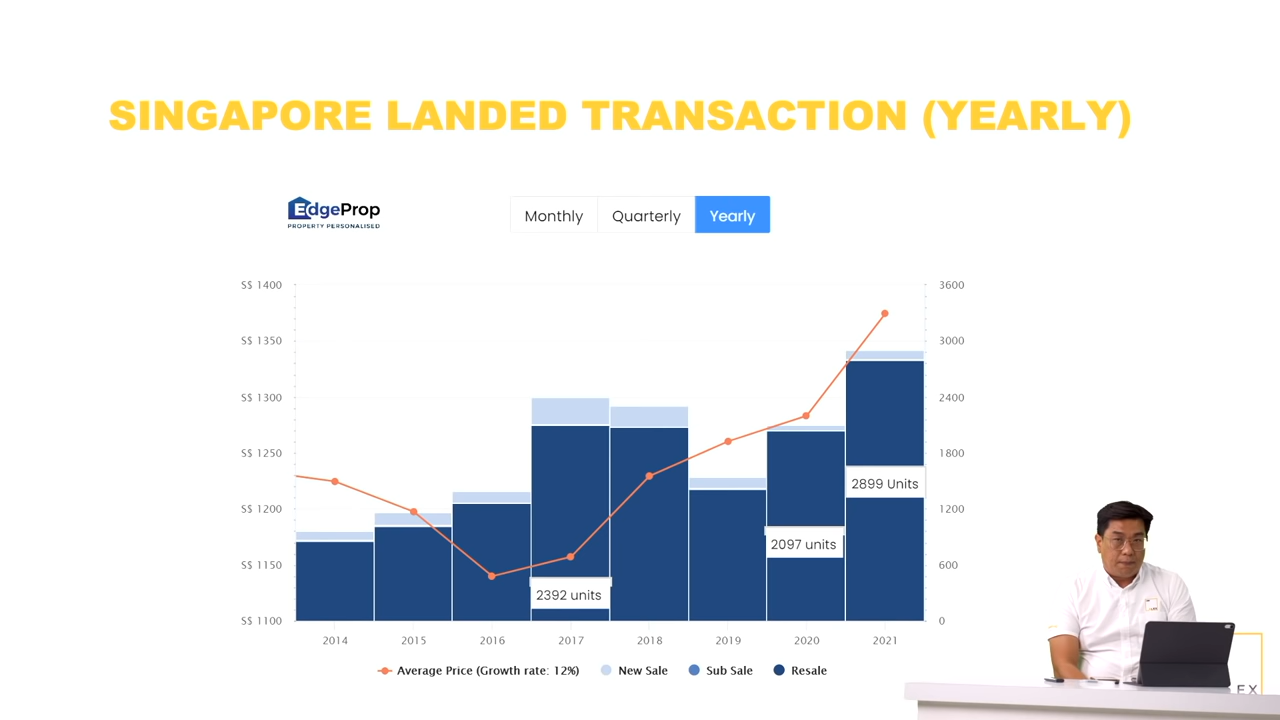 SINGAPORE LANDED TRANSACTION (YEARLY)
EdgeProp
PROPERTY PERSONALISED
Monthly Quarterly Yearly
S$ 1400
S$ 1350
S$ 1300
S$ 1250
S$ 1200
S$ 1150
S$ 1100
3600
3000
2400
1800
1200
600
0
2392 units
2097 units
2899 Units
2014 2015 2016 2017 2018 2019 2020 2021
Average Price (Growth rate: 12%) New Sale Sub Sale Resale